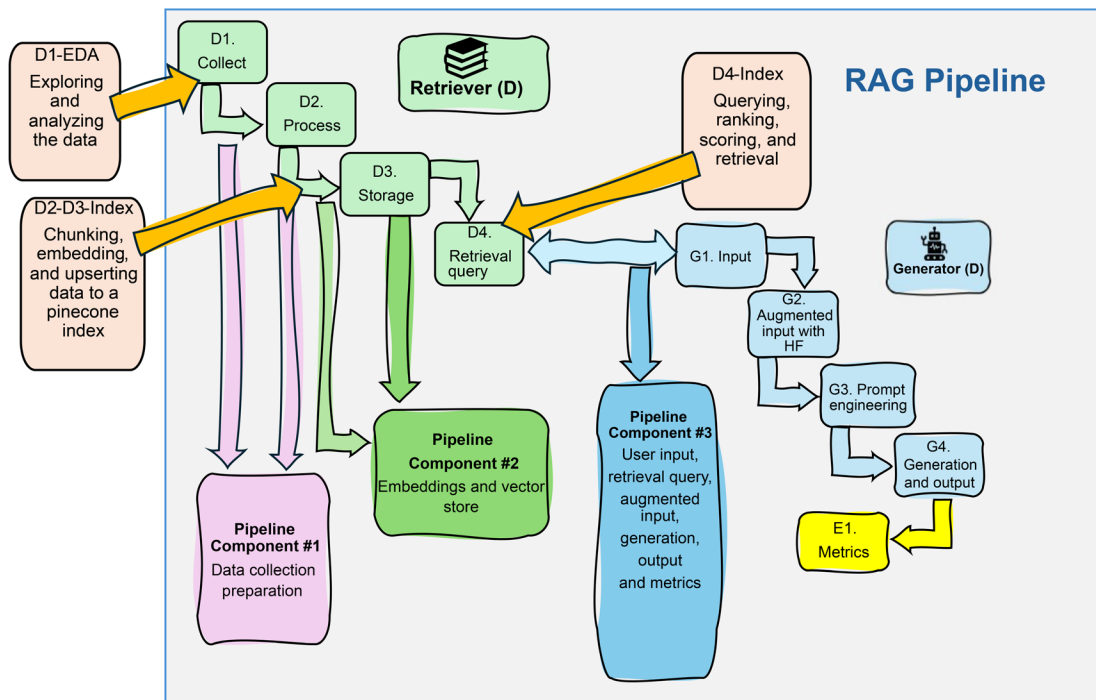 D1-EDA
Exploring
and
analyzing
the data
D2-D3-Index
Chunking,
embedding,
and upserting
data to a
pinecone
index
D1.
Collect
D2.
Process
D3.
Storage
D4.
Retrieval
query
Retriever (D)
D4-Index
Querying,
ranking,
scoring, and
retrieval
RAG Pipeline
G1. Input
Generator (D)
G2.
Augmented
input with
HF
G3. Prompt
engineering
G4.
Generation
and output
E1.
Metrics
Pipeline
Component #1
Data collection
preparation
Pipeline
Component #2
Embeddings and vector
store
Pipeline
Component #3
User input,
retrieval query,
augmented
input,
generation,
output
and metrics